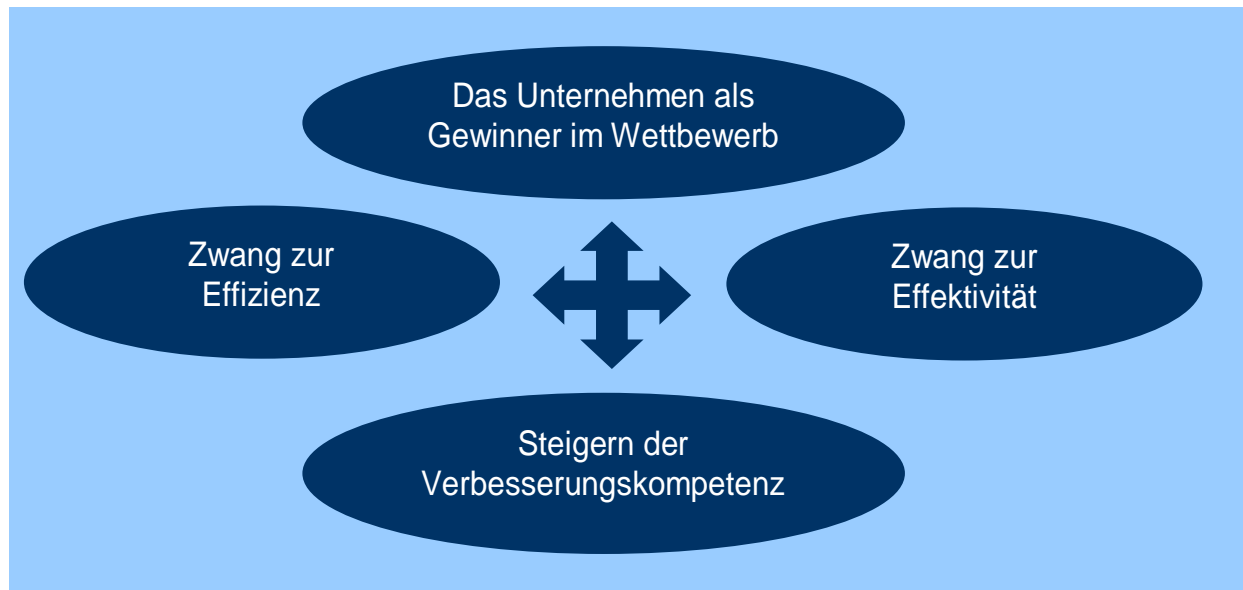 Das Unternehmen als
Gewinner im Wettbewerb
Zwang zur
Effizienz
Zwang zur
Effektivität
Steigern der
Verbesserungskompetenz